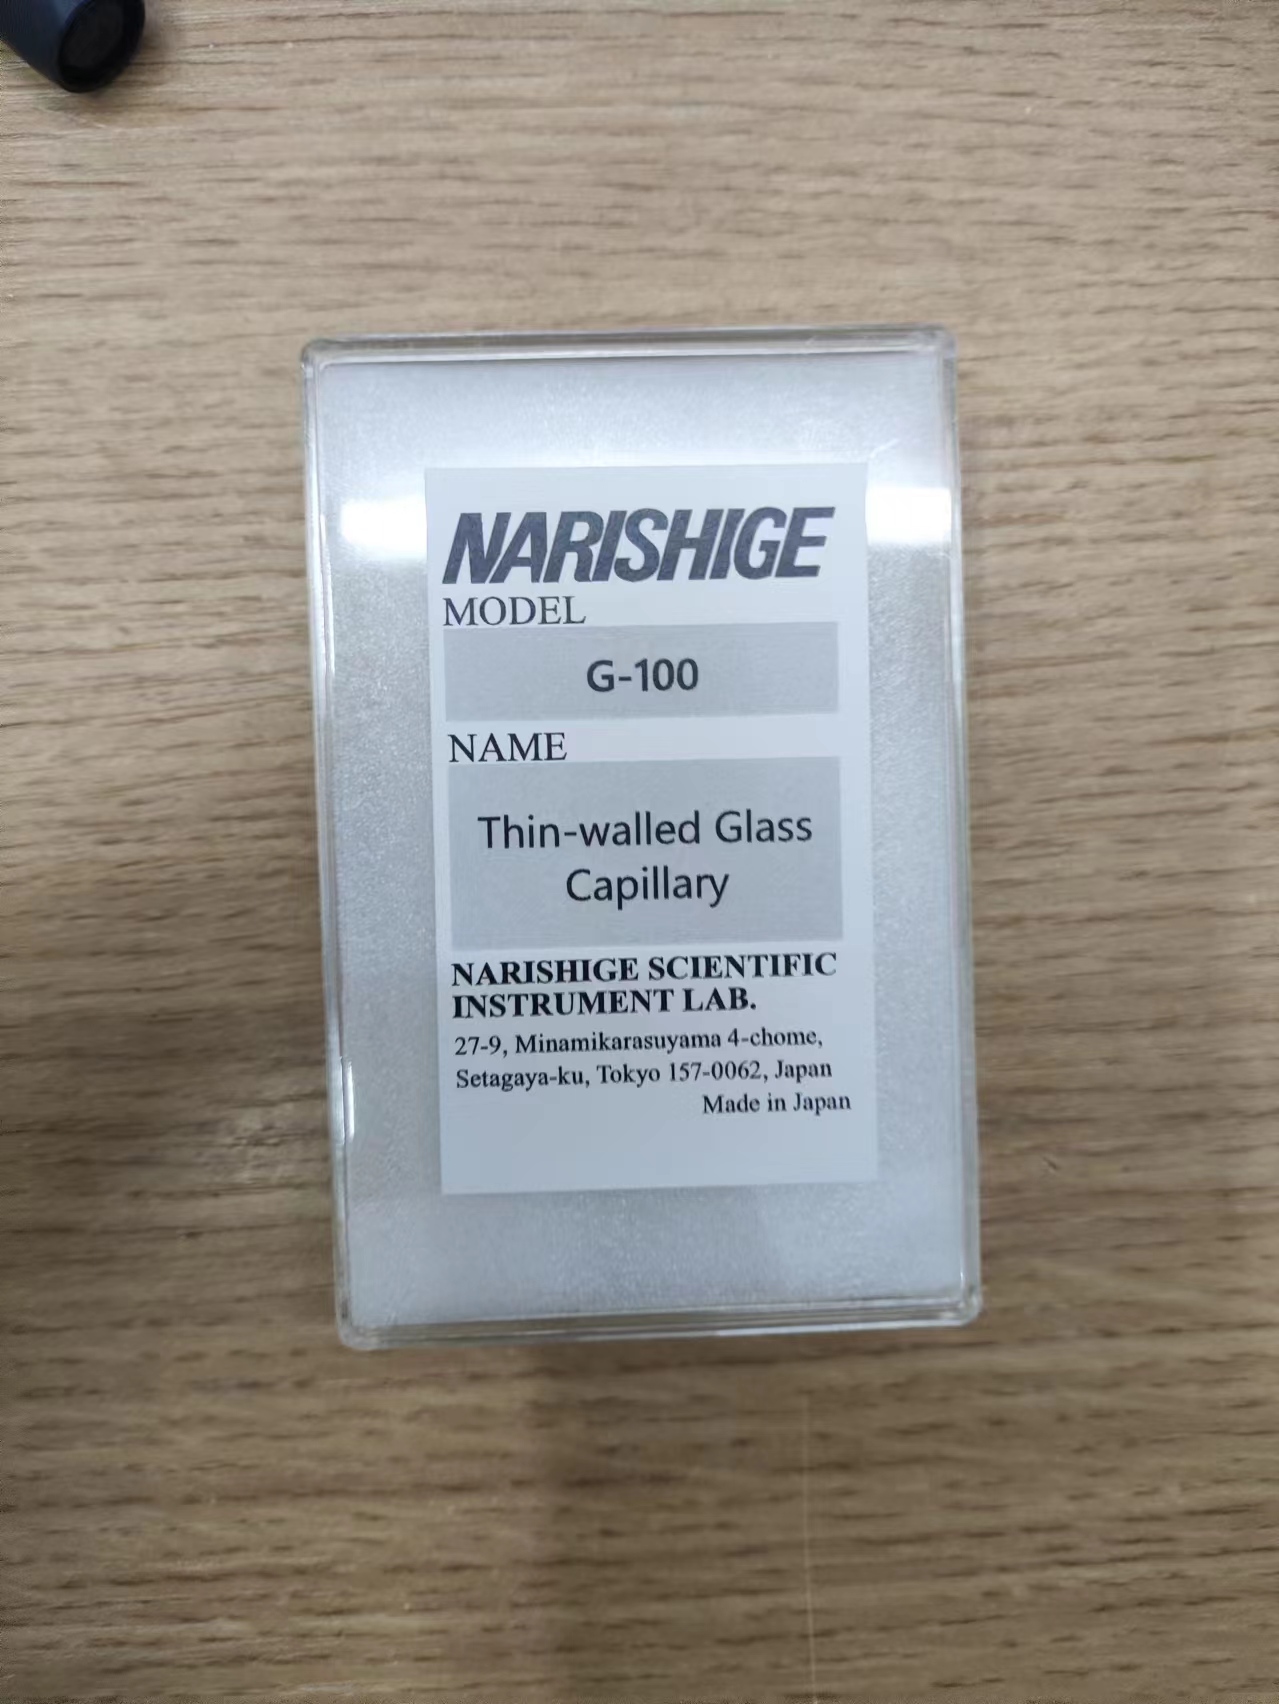 NARISHIGE
MODEL
G-100
NAME
Thin-walled Glass
Capillary
NARISHIGE SCIENTIFIC
INSTRUMENT LAB.
27-9, Minamikarasuyama 4-chome,
Setagaya-ku, Tokyo 157-0062, Japan
Made in Japan